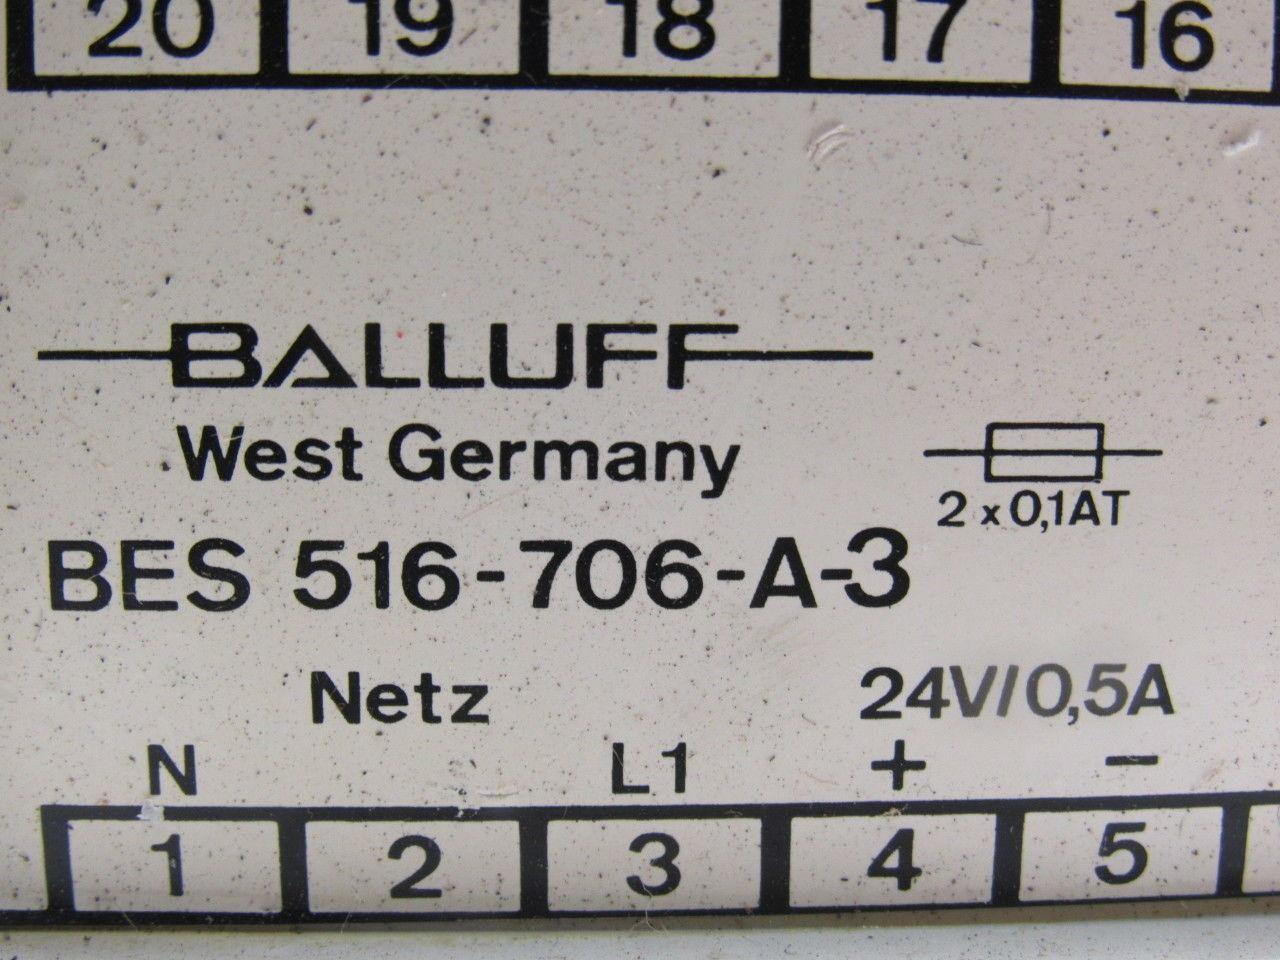 20 19 18 17 16
BALLUFF
West Germany
2 x 0,1AT
BES 516-706-A-3
Netz 24V/0,5A
N L1 + -
1 2 3 4 5